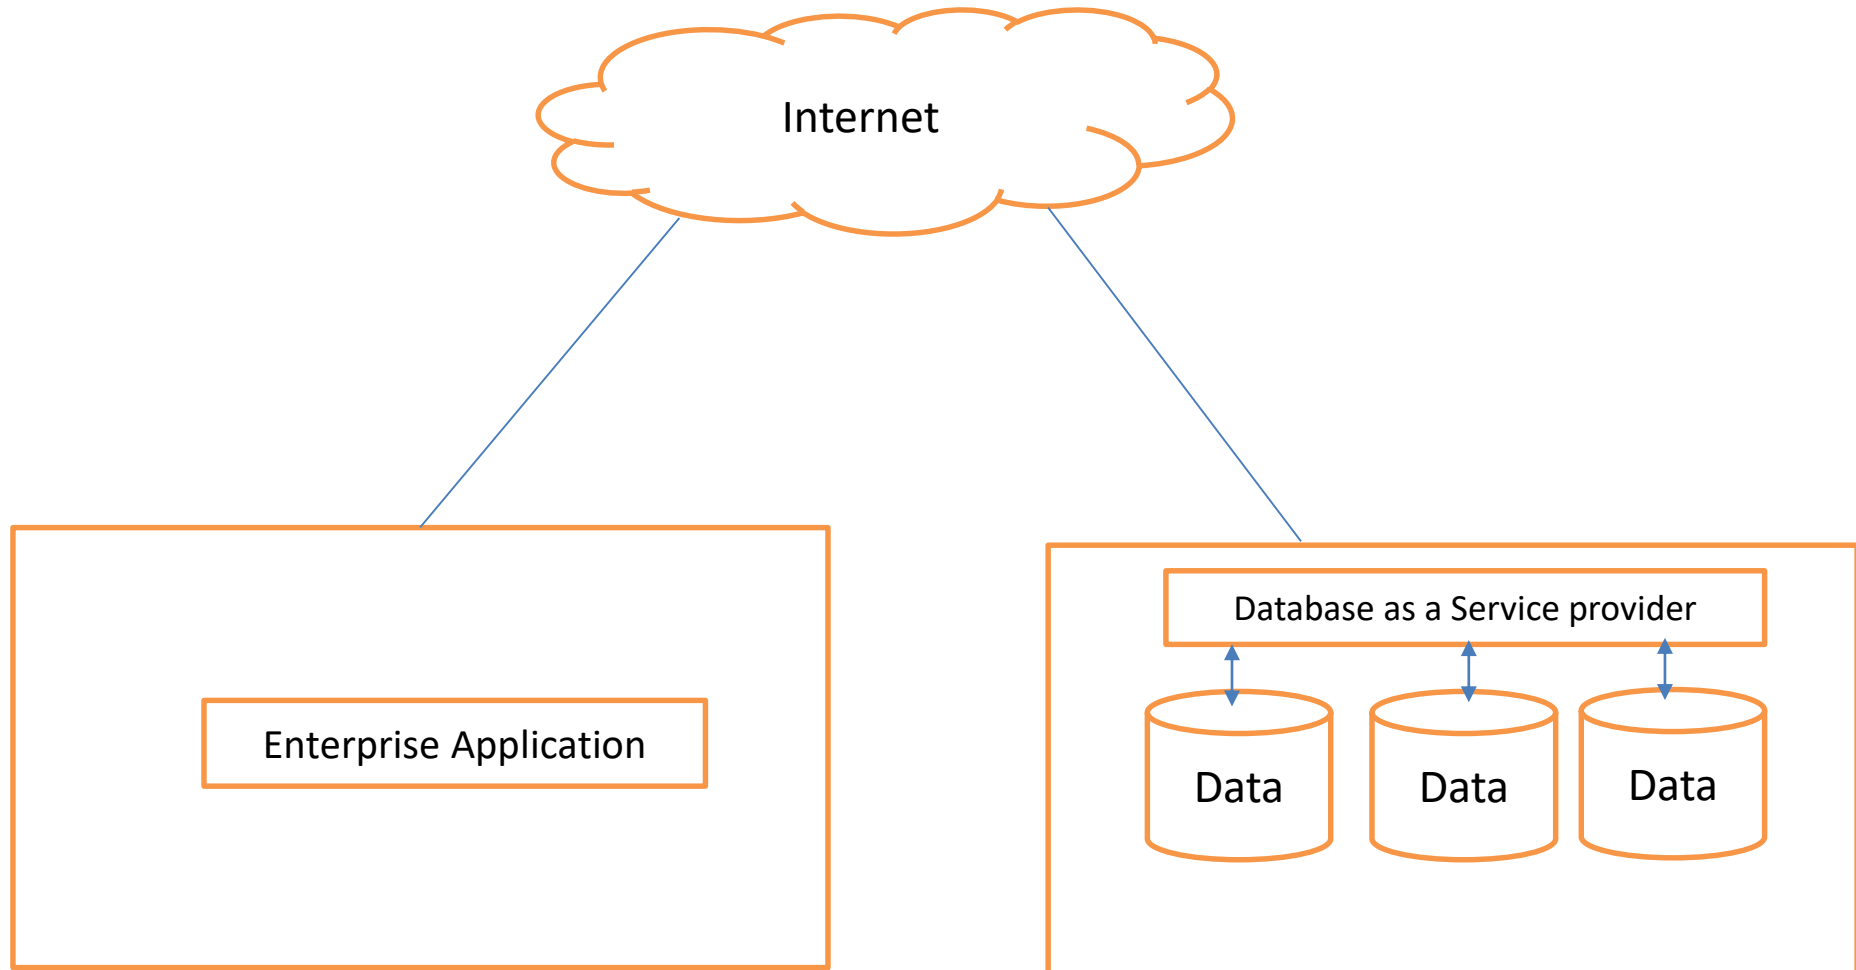 Internet
Database as a Service provider
Enterprise Application
Data
Data
Data